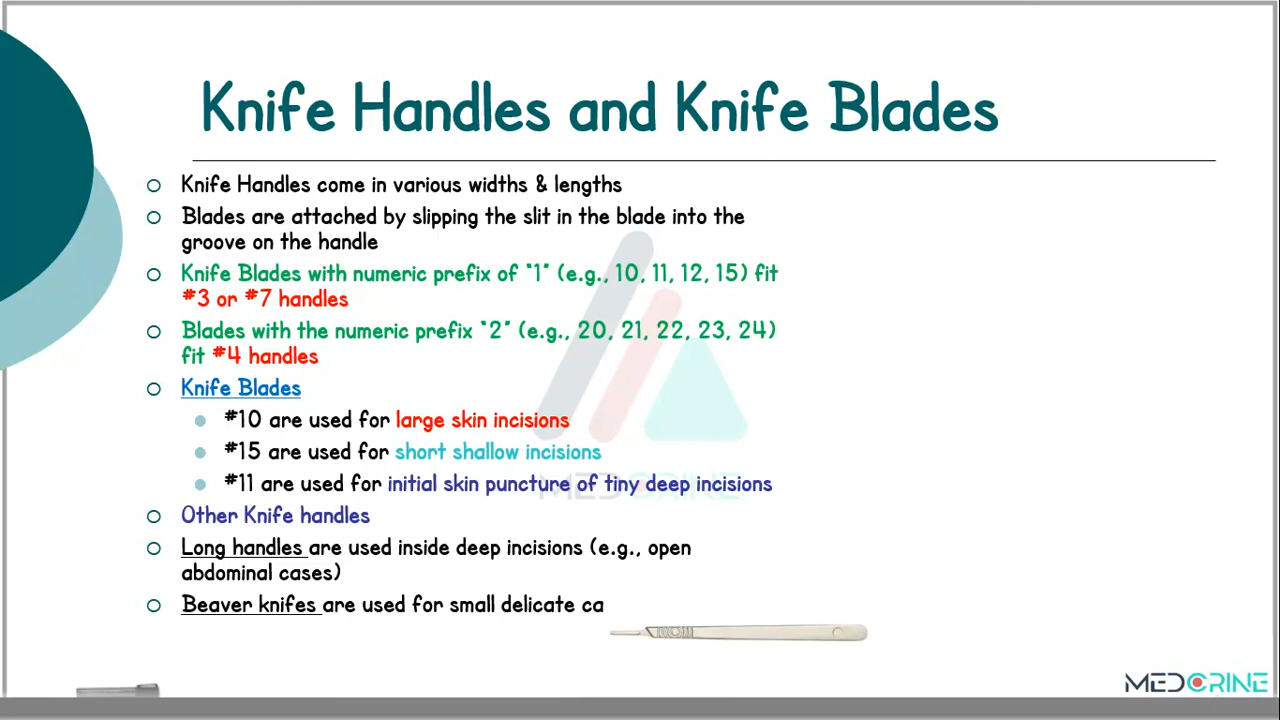 Knife Handles and Knife Blades
Knife Handles come in various widths & lengths
Blades are attached by slipping the slit in the blade into the
groove on the handle
Knife Blades with numeric prefix of "1" (e.g., 10, 11, 12, 15) fit
#3 or #7 handles
Blades with the numeric prefix "2" (e.g., 20, 21, 22, 23, 24)
fit #4 handles
Knife Blades
#10 are used for large skin incisions
#15 are used for short shallow incisions
#11 are used for initial skin puncture of tiny deep incisions
MEDCRINE
Other Knife handles
Long handles are used inside deep incisions (e.g., open
abdominal cases)
Beaver knifes are used for small delicate ca
MEDCRINE